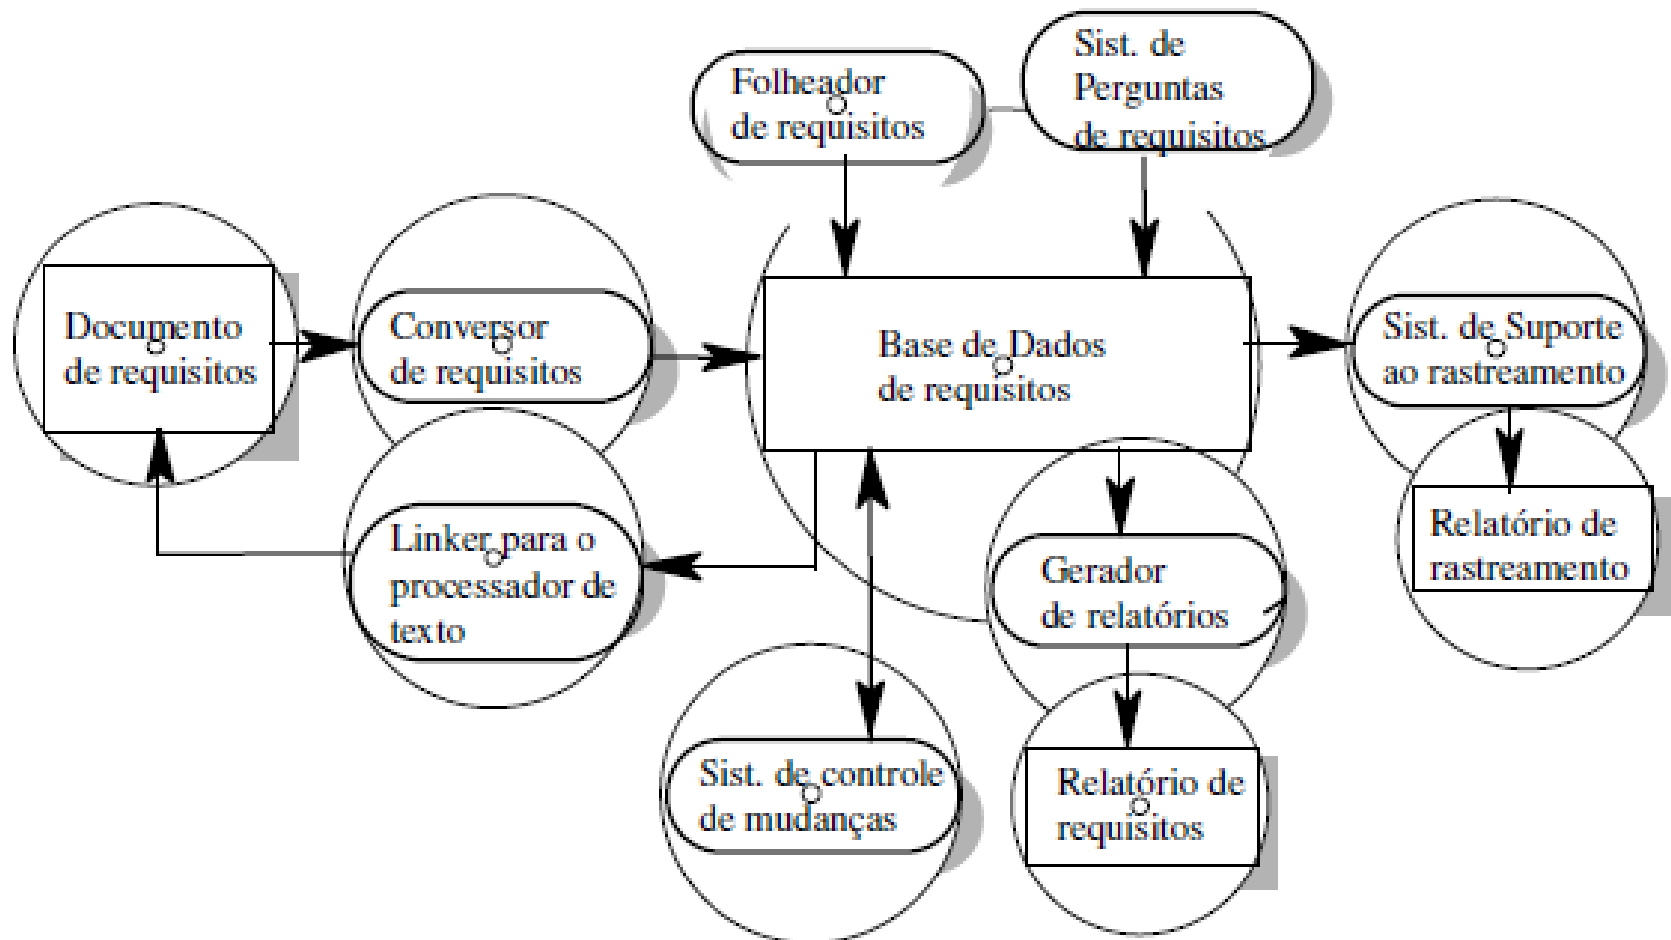 Folheador
de requisitos
Sist. de
Perguntas
de requisitos
Documento
de requisitos
Conversor
de requisitos
Base de Dados
de requisitos
Sist. de Suporte
ao rastreamento
Linker para o
processador de
texto
Gerador
de relatórios
Relatório de
rastreamento
Sist. de controle
de mudanças
Relatório de
requisitos